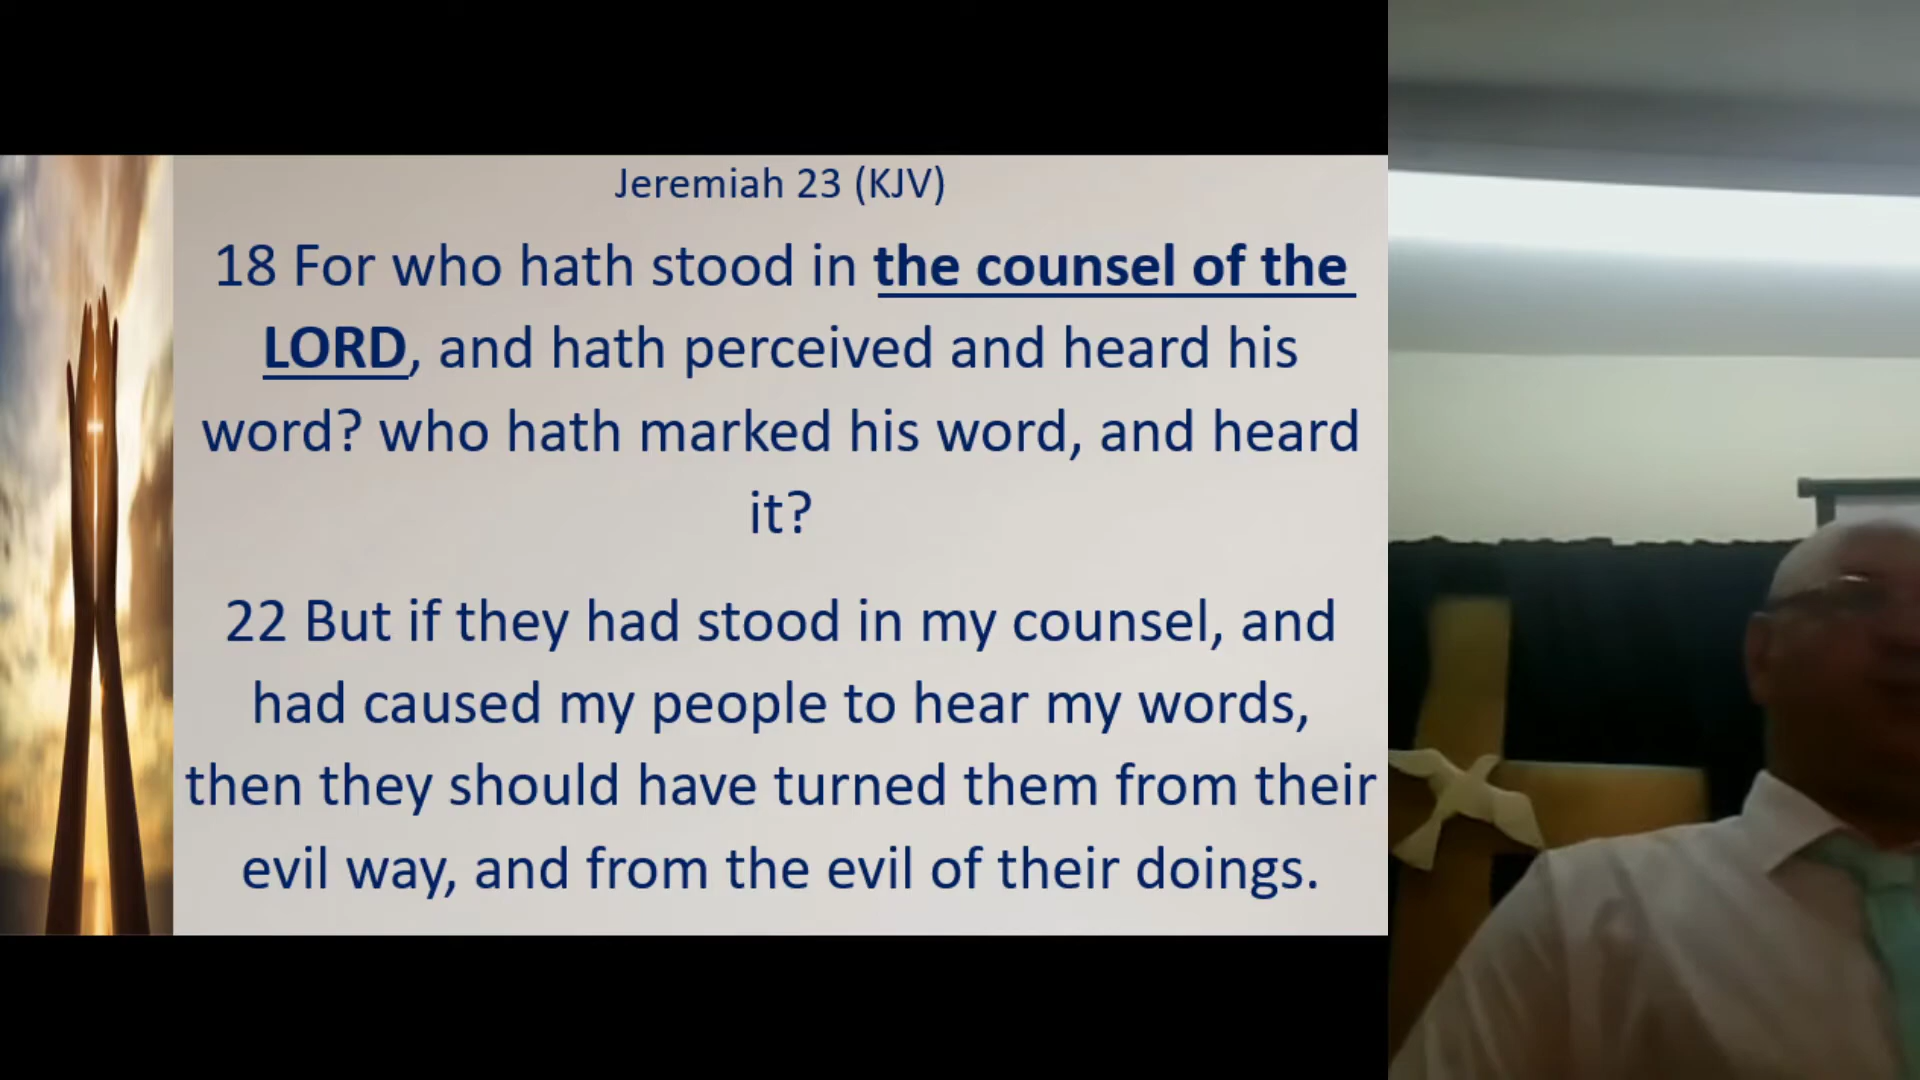 Jeremiah 23 (KJV)
18 For who hath stood in the counsel of the
LORD, and hath perceived and heard his
word? who hath marked his word, and heard
it?
22 But if they had stood in my counsel, and
had caused my people to hear my words,
then they should have turned them from their
evil way, and from the evil of their doings.